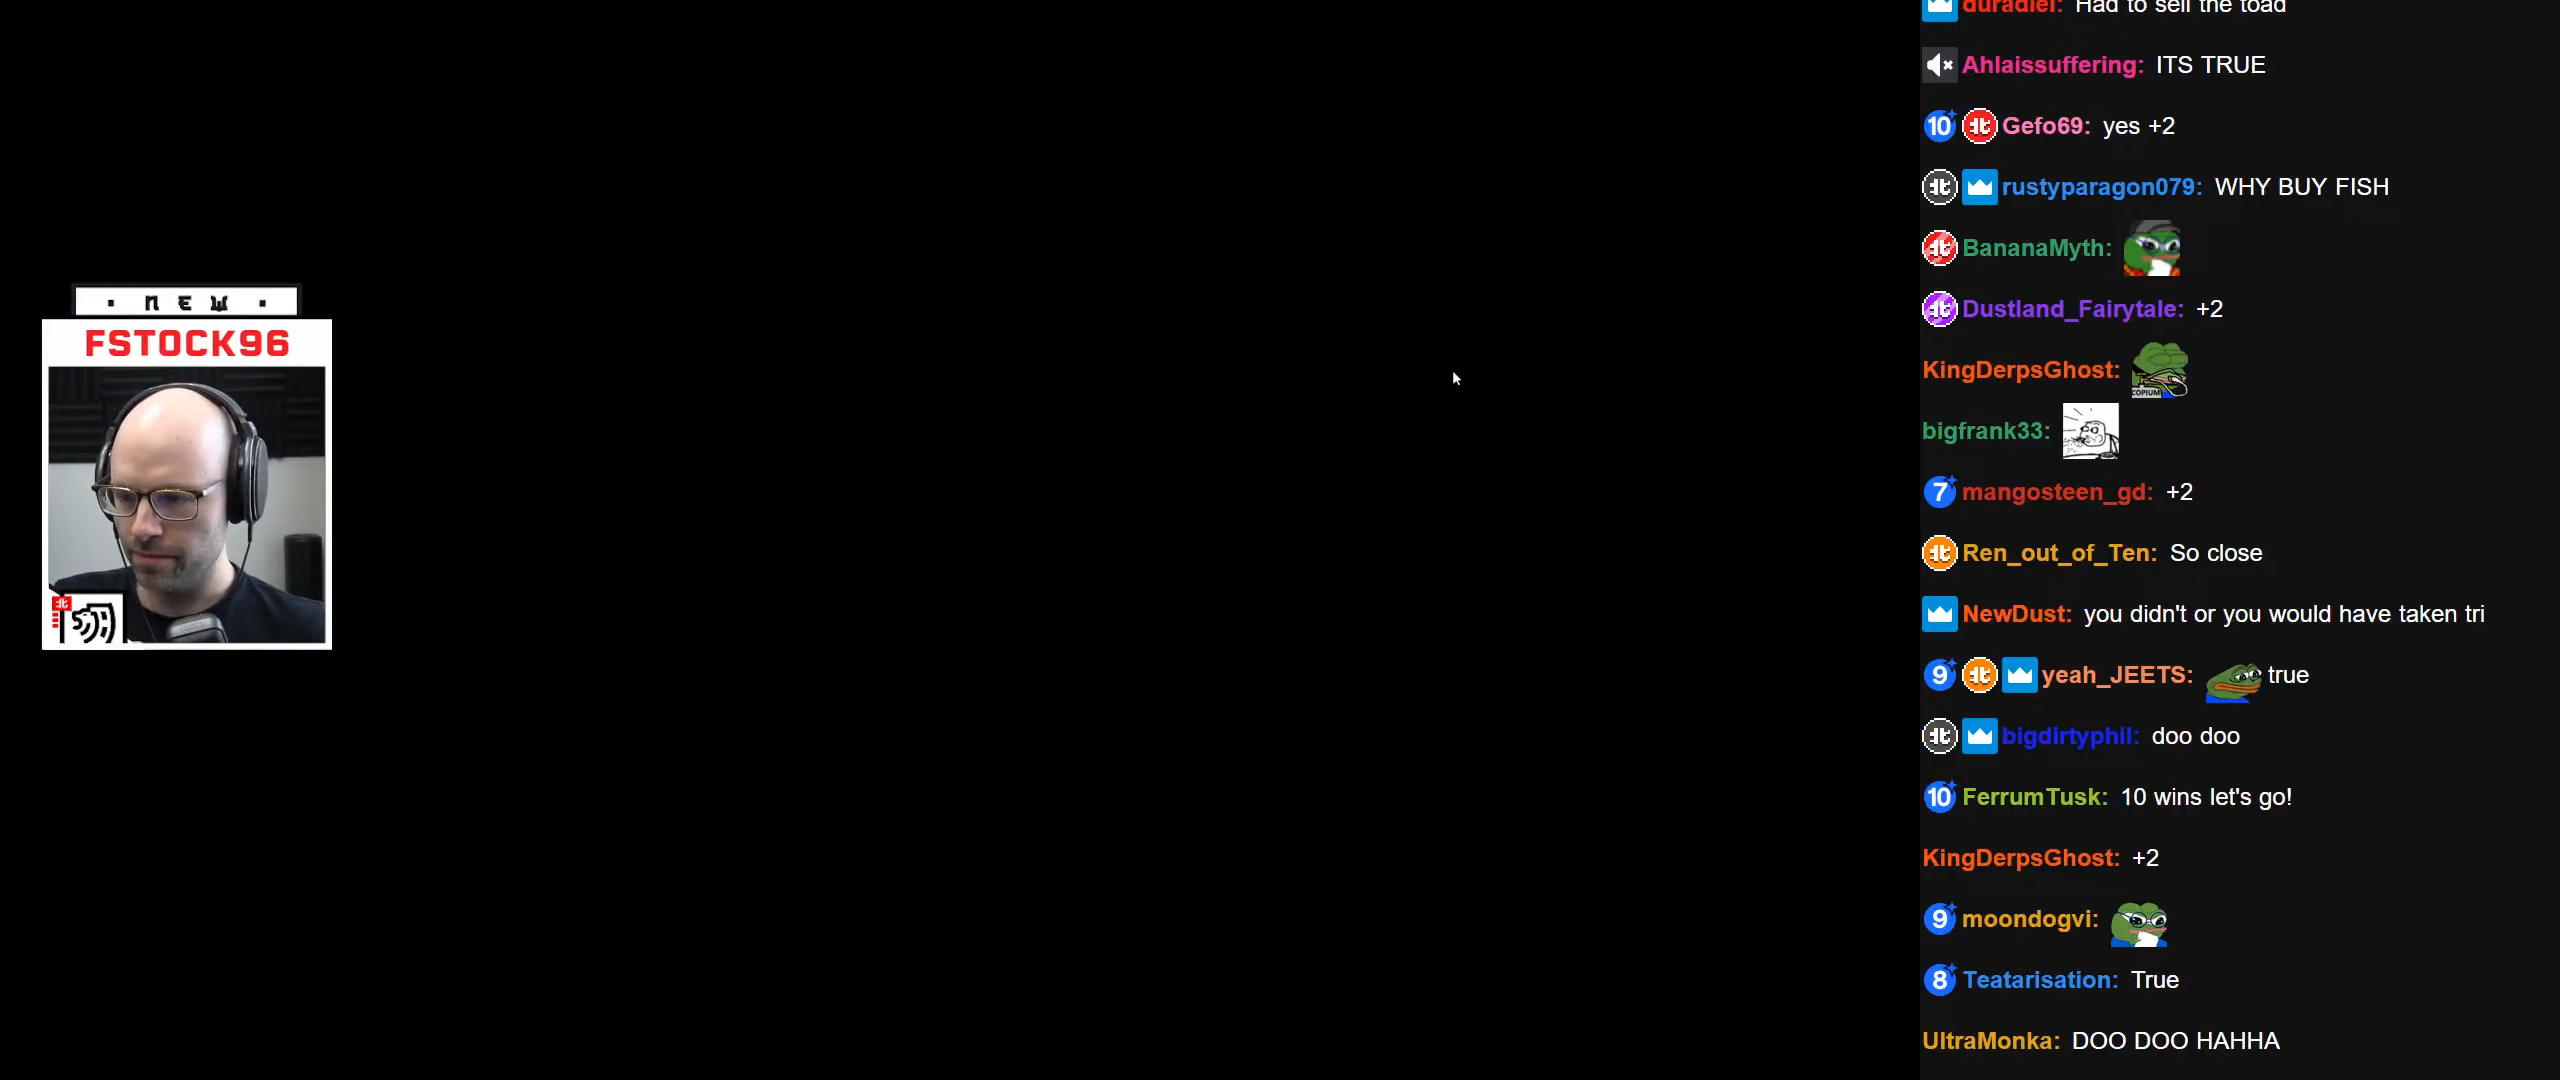 duradiel: Had to sell the toad
Ahlaissuffering: ITS TRUE
10 Gefo69: yes +2
rustyparagon079: WHY BUY FISH
BananaMyth:
· NEW ·
Dustland_Fairytale: +2
FSTOCK96
KingDerpsGhost: COPIUM
bigfrank33:
7 mangosteen_gd: +2
Ren_out_of_Ten: So close
NewDust: you didn't or you would have taken tri
9 yeah_JEETS: true
bigdirtyphil: doo doo
10 FerrumTusk: 10 wins let's go!
KingDerpsGhost: +2
9 moondogvi:
8 Teatarisation: True
UltraMonka: DOO DOO HAHHA